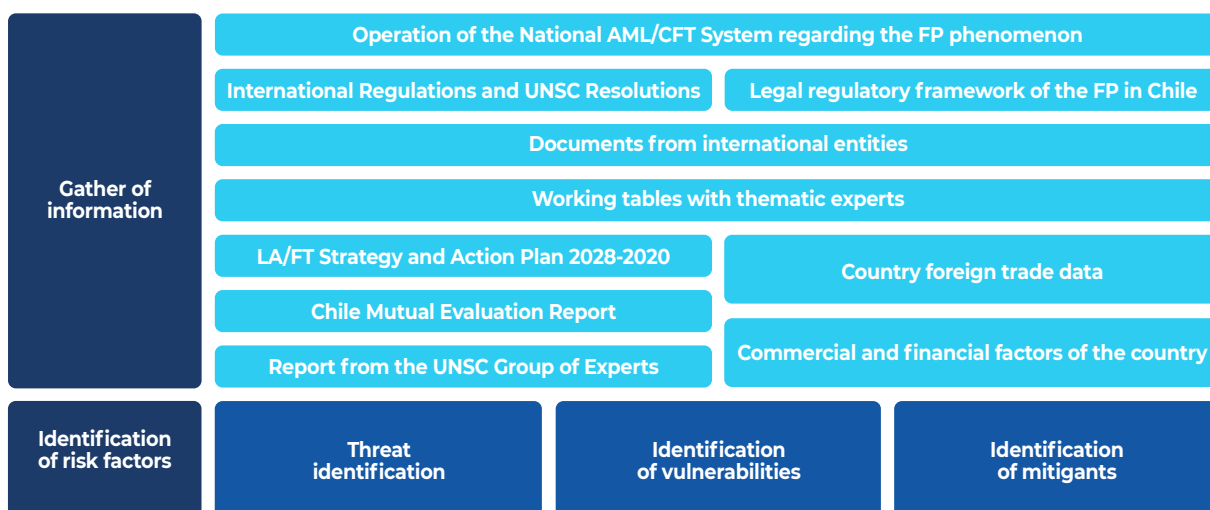 Gather of
information
Operation of the National AML/CFT System regarding the FP phenomenon
International Regulations and UNSC Resolutions
Legal regulatory framework of the FP in Chile
Documents from international entities
Working tables with thematic experts
LA/FT Strategy and Action Plan 2028-2020
Chile Mutual Evaluation Report
Report from the UNSC Group of Experts
Country foreign trade data
Commercial and financial factors of the country
Identification
of risk factors
Threat
identification
Identification
of vulnerabilities
Identification
of mitigants